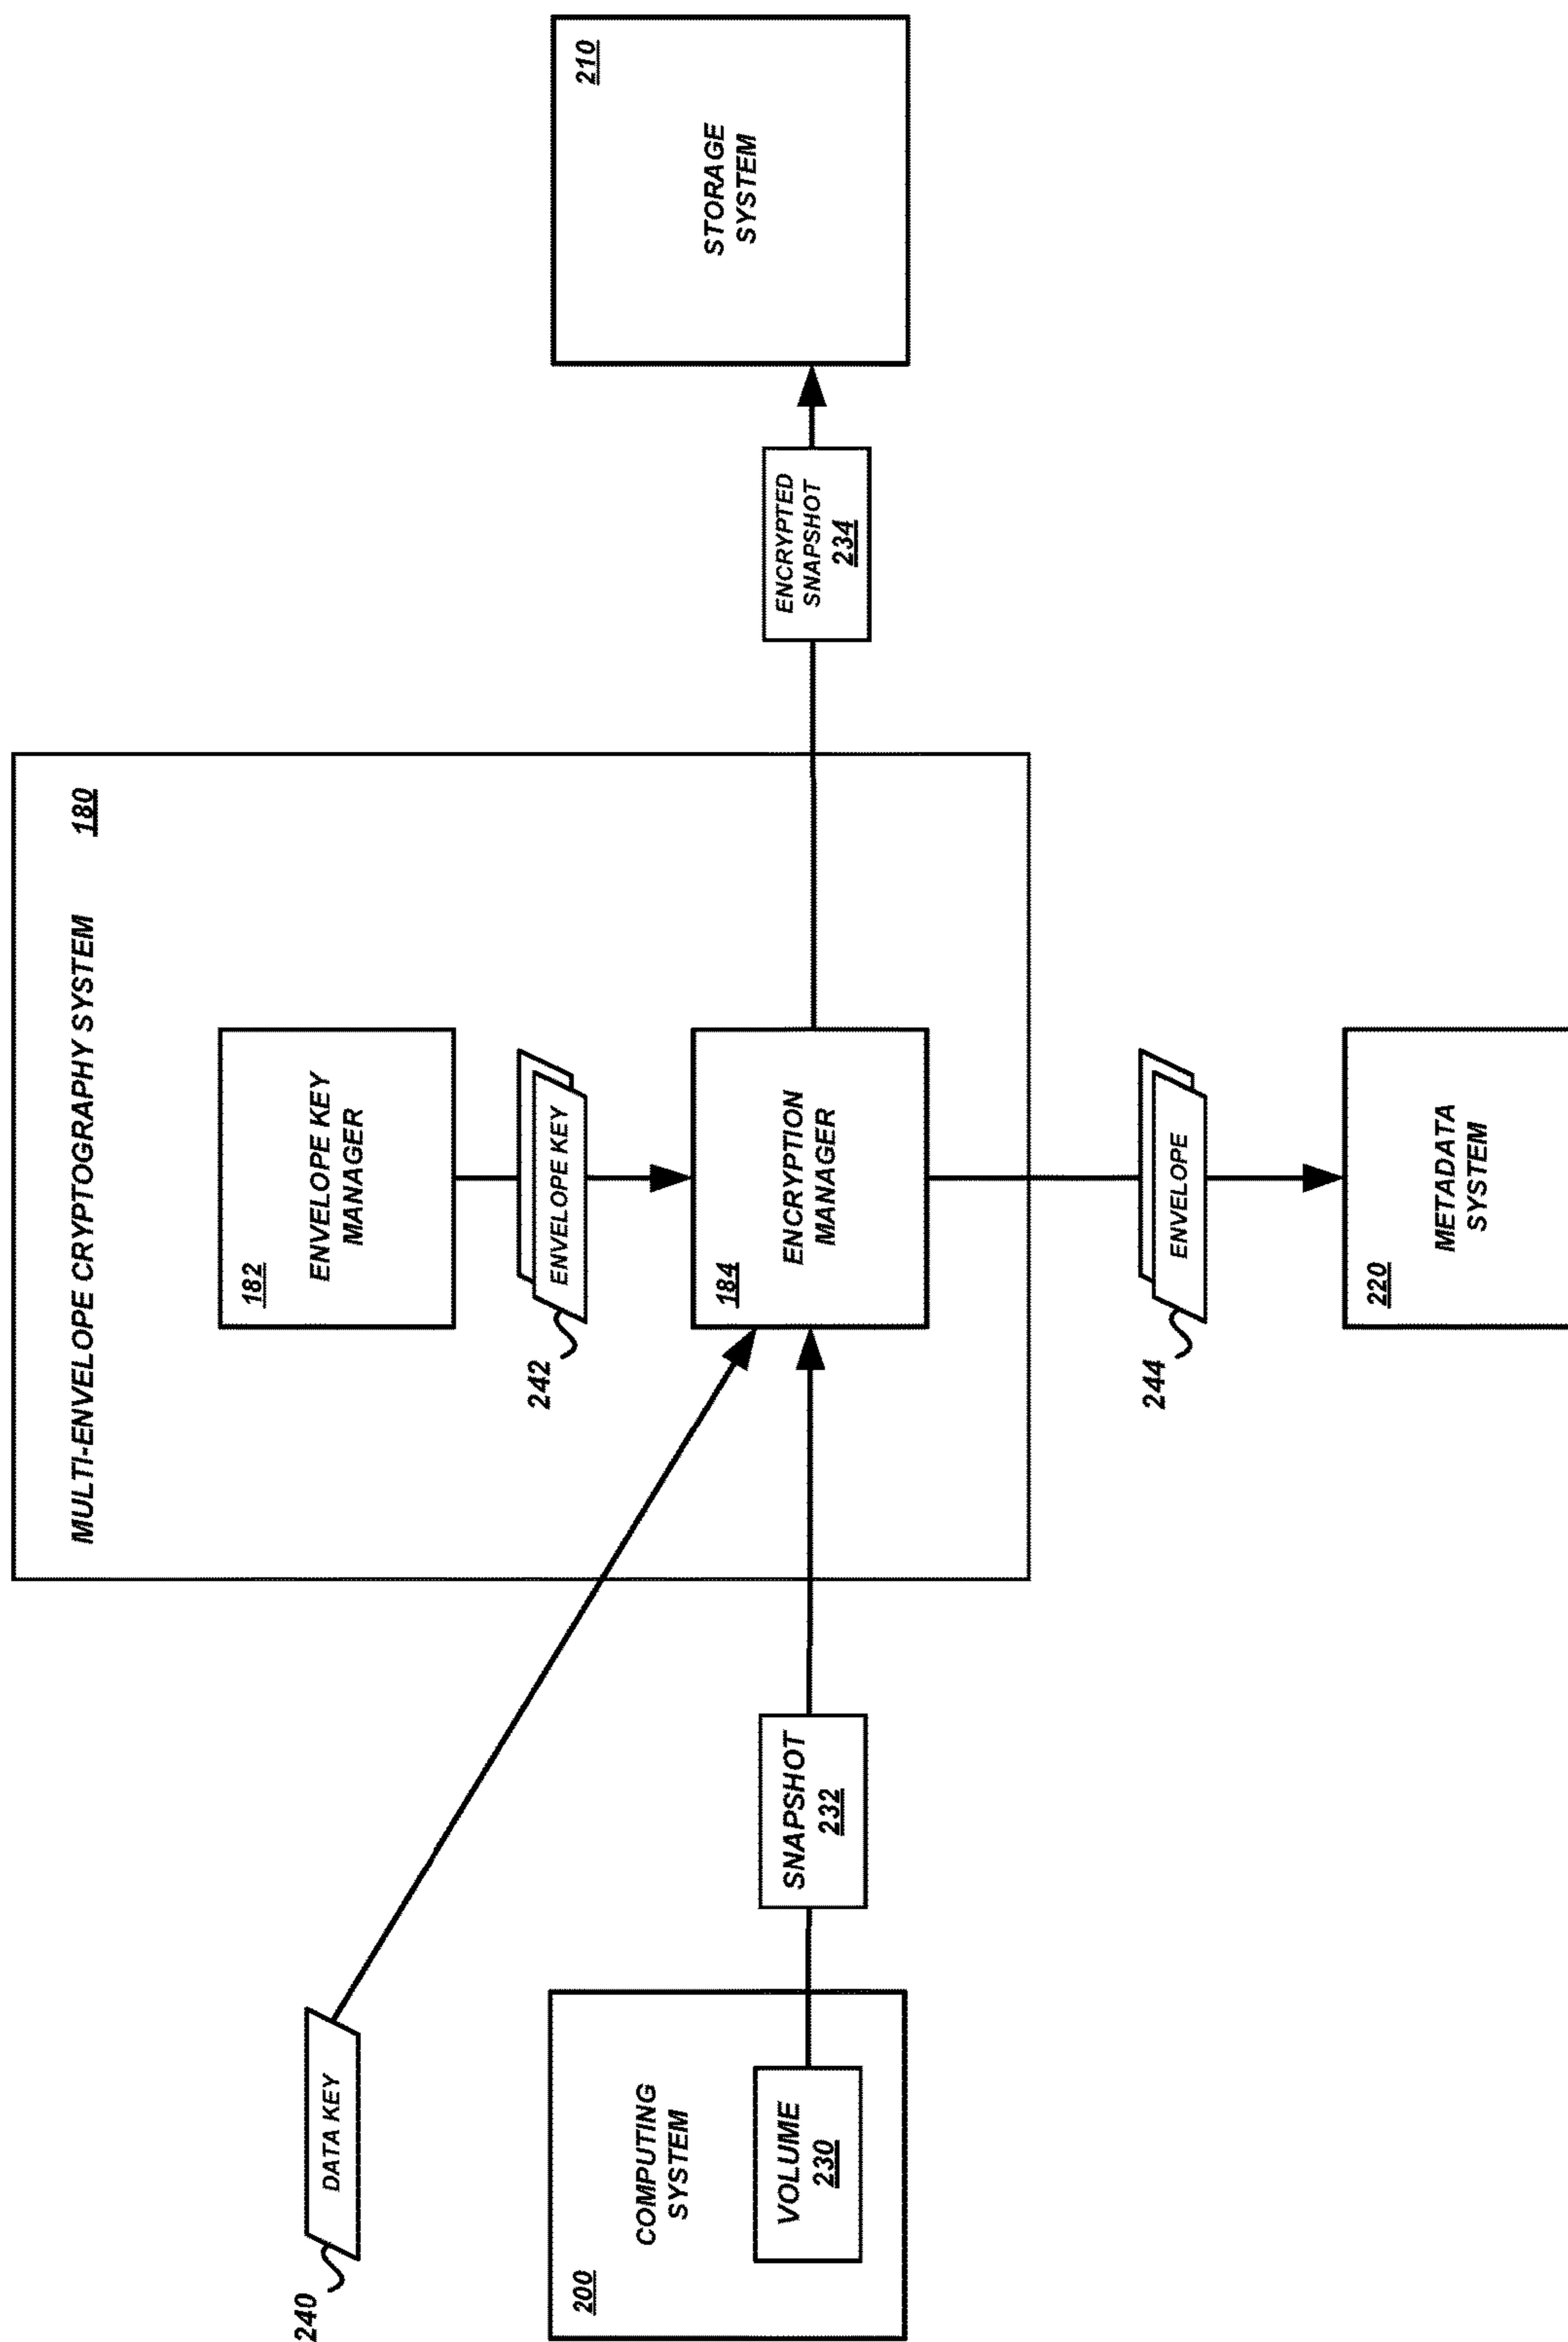 MULTI-ENVELOPE CRYPTOGRAPHY SYSTEM 180
182
ENVELOPE KEY
MANAGER
240
DATA KEY
242
ENVELOPE KEY
200
COMPUTING
SYSTEM
VOLUME
230
SNAPSHOT
232
184
ENCRYPTION
MANAGER
ENCRYPTED
SNAPSHOT
234
210
STORAGE
SYSTEM
244
ENVELOPE
220
METADATA
SYSTEM